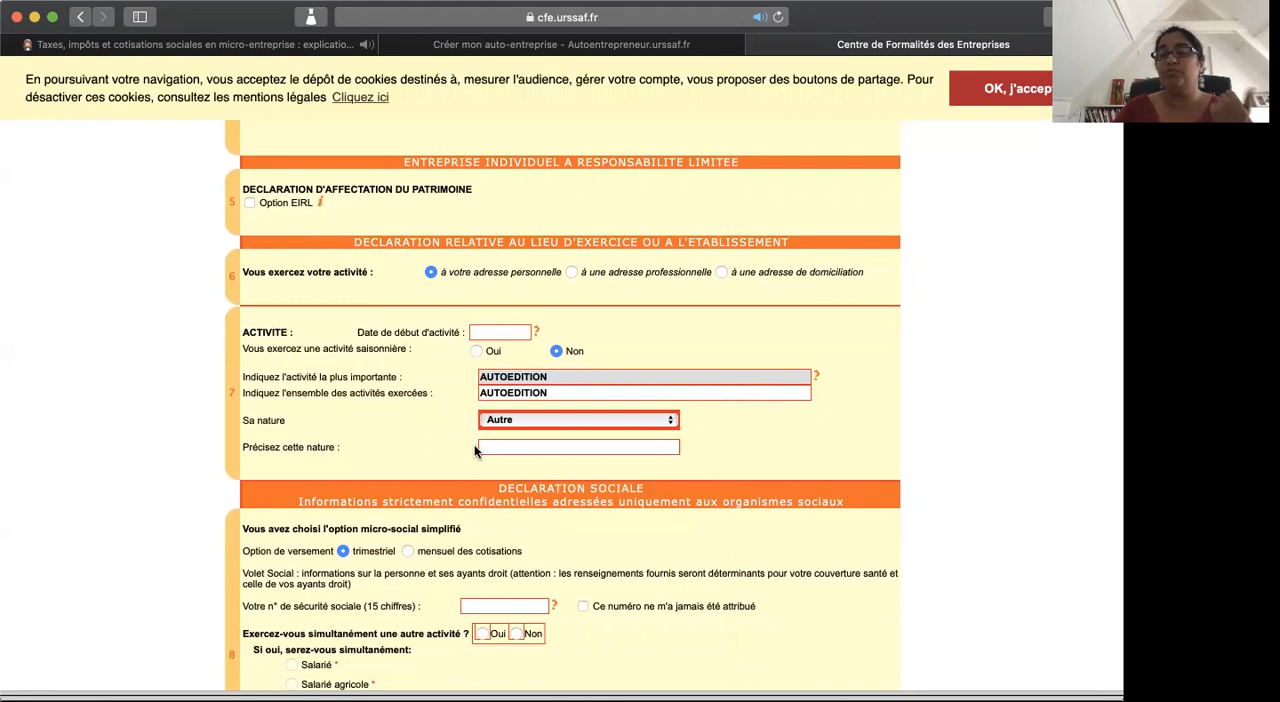 cfe.urssaf.fr
Taxes, impôts et cotisations sociales en micro-entreprise : explicatio...
Créer mon auto-entreprise - Autoentrepreneur.urssaf.fr
Centre de Formalités des Entreprises
En poursuivant votre navigation, vous acceptez le dépôt de cookies destinés à, mesurer l'audience, gérer votre compte, vous proposer des boutons de partage. Pour
désactiver ces cookies, consultez les mentions légales Cliquez ici
OK, j'accep
ENTREPRISE INDIVIDUEL A RESPONSABILITE LIMITEE
DECLARATION D'AFFECTATION DU PATRIMOINE
5
Option EIRL i
DECLARATION RELATIVE AU LIEU D'EXERCICE OU A L'ETABLISSEMENT
6
Vous exercez votre activité : à votre adresse personnelle à une adresse professionnelle à une adresse de domiciliation
ACTIVITE : Date de début d'activité : ?
Vous exercez une activité saisonnière : Oui Non
Indiquez l'activité la plus importante : AUTOEDITION ?
7
Indiquez l'ensemble des activités exercées : AUTOEDITION
Sa nature Autre
Précisez cette nature :
DECLARATION SOCIALE
Informations strictement confidentielles adressées uniquement aux organismes sociaux
Vous avez choisi l'option micro-social simplifié
Option de versement trimestriel mensuel des cotisations
Volet Social : informations sur la personne et ses ayants droit (attention : les renseignements fournis seront déterminants pour votre couverture santé et
celle de vos ayants droit)
Votre n° de sécurité sociale (15 chiffres) : ? Ce numéro ne m'a jamais été attribué
Exercez-vous simultanément une autre activité ? Oui Non
8
Si oui, serez-vous simultanément:
Salarié *
Salarié agricole *